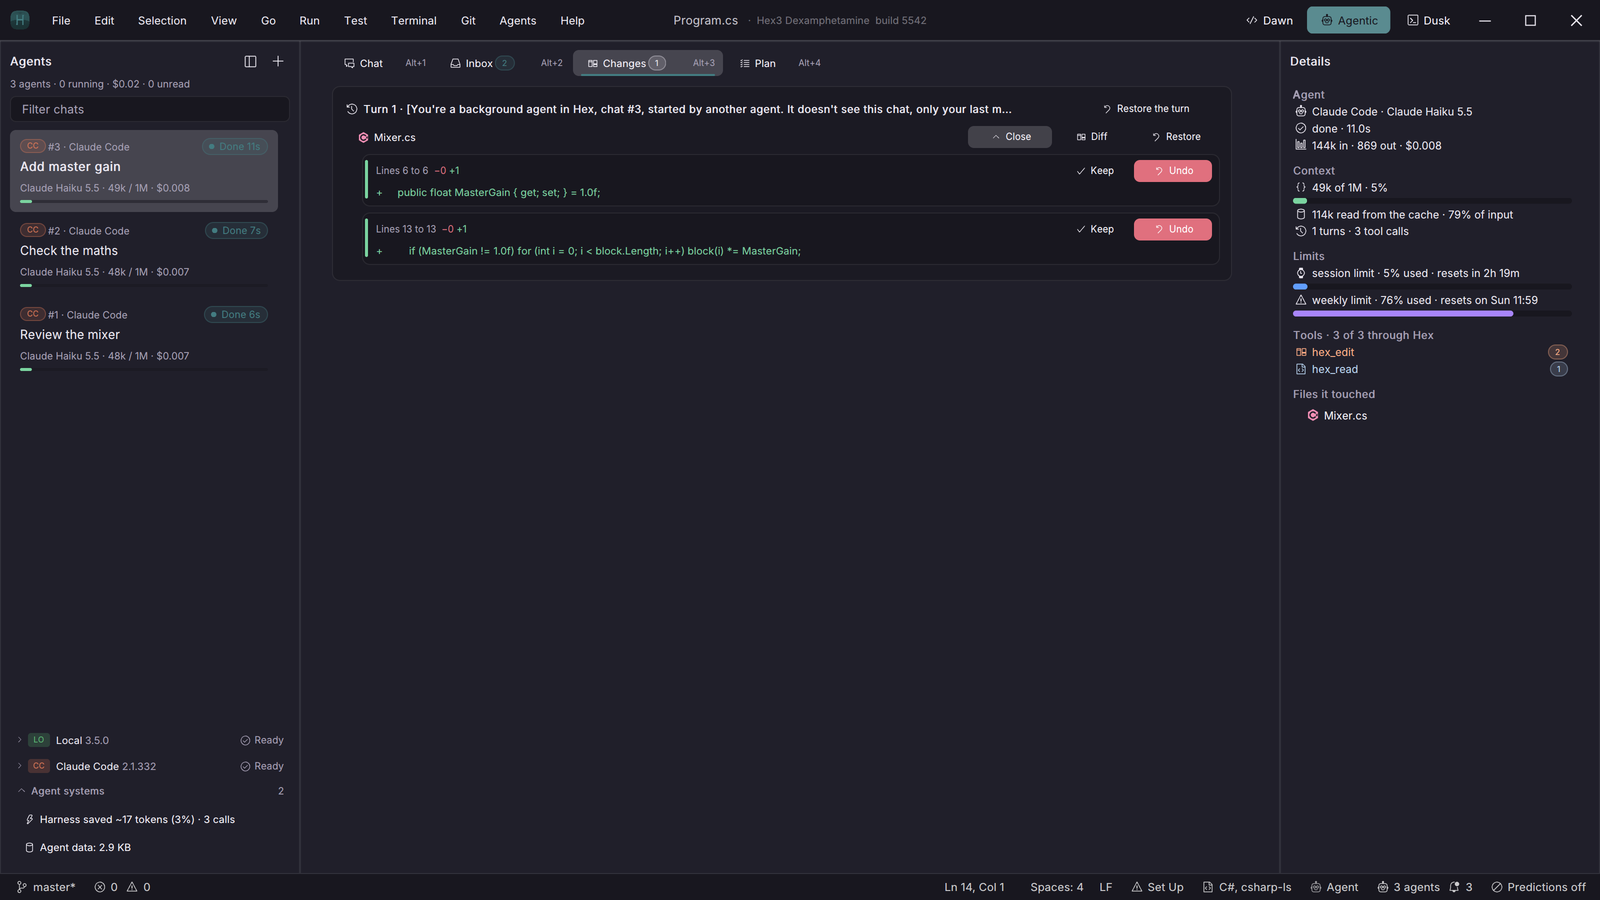 H File Edit Selection View Go Run Test Terminal Git Agents Help Program.cs · Hex3 Dexamphetamine build 5542 Dawn Agentic Dusk
Agents
3 agents · 0 running · $0.02 · 0 unread
Filter chats
CC #3 · Claude Code Done 11s
Add master gain
Claude Haiku 5.5 · 49k / 1M · $0.008
CC #2 · Claude Code Done 7s
Check the maths
Claude Haiku 5.5 · 48k / 1M · $0.007
CC #1 · Claude Code Done 6s
Review the mixer
Claude Haiku 5.5 · 48k / 1M · $0.007
LO Local 3.5.0 Ready
CC Claude Code 2.1.332 Ready
Agent systems 2
Harness saved ~17 tokens (3%) · 3 calls
Agent data: 2.9 KB
Chat Alt+1 Inbox 2 Alt+2 Changes 1 Alt+3 Plan Alt+4
Turn 1 · [You're a background agent in Hex, chat #3, started by another agent. It doesn't see this chat, only your last m... Restore the turn
Mixer.cs Close Diff Restore
Lines 6 to 6 −0 +1 Keep Undo
+ public float MasterGain { get; set; } = 1.0f;
Lines 13 to 13 −0 +1 Keep Undo
+ if (MasterGain != 1.0f) for (int i = 0; i < block.Length; i++) block(i) *= MasterGain;
Details
Agent
Claude Code · Claude Haiku 5.5
done · 11.0s
144k in · 869 out · $0.008
Context
49k of 1M · 5%
114k read from the cache · 79% of input
1 turns · 3 tool calls
Limits
session limit · 5% used · resets in 2h 19m
weekly limit · 76% used · resets on Sun 11:59
Tools · 3 of 3 through Hex
hex_edit 2
hex_read 1
Files it touched
Mixer.cs
master* 0 0 Ln 14, Col 1 Spaces: 4 LF Set Up C#, csharp-ls Agent 3 agents 3 Predictions off